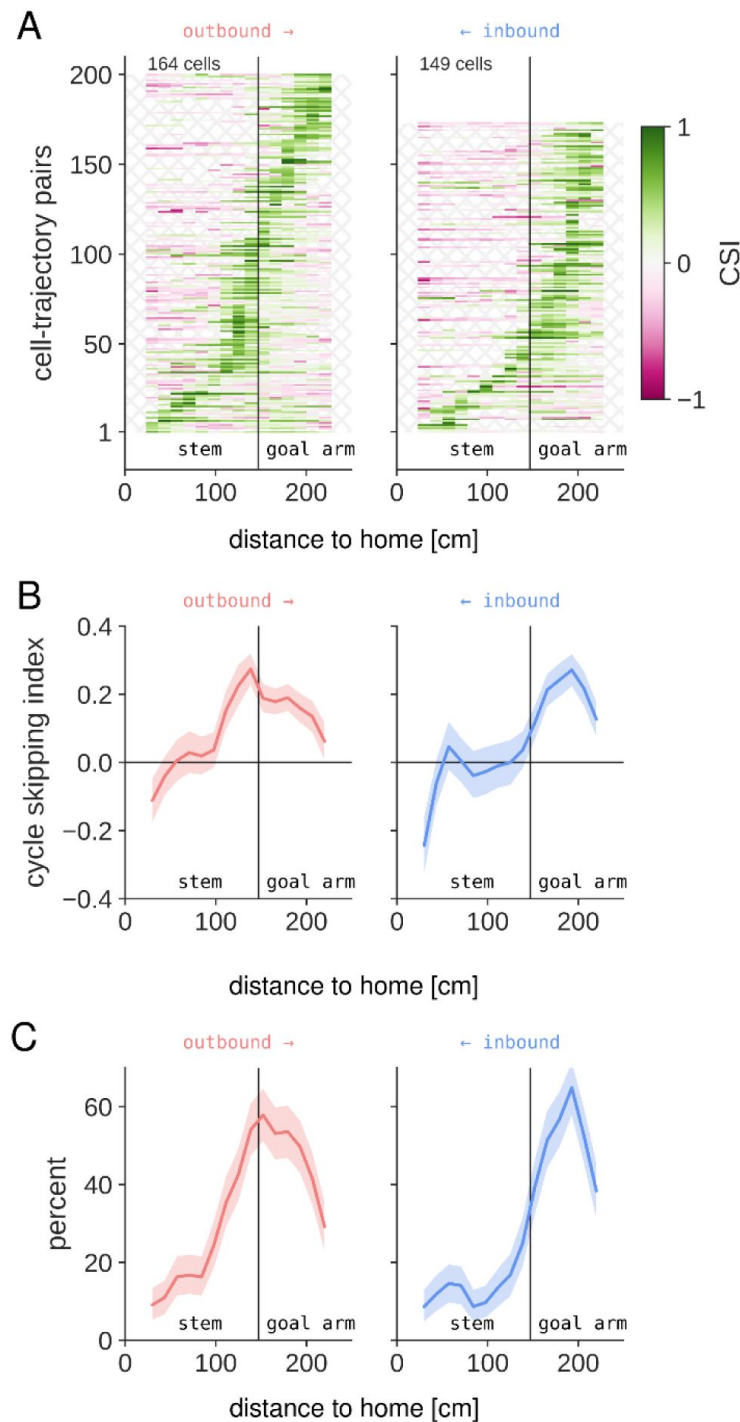 A
outbound → ← inbound
164 cells 149 cells
200
150
100
50
1
cell-trajectory pairs
stem goal arm stem goal arm
0 100 200 0 100 200
distance to home [cm]
1
0
−1
CSI
B
outbound → ← inbound
0.4
0.2
0.0
−0.2
−0.4
cycle skipping index
stem goal arm stem goal arm
0 100 200 0 100 200
distance to home [cm]
C
outbound → ← inbound
60
40
20
0
percent
stem goal arm stem goal arm
0 100 200 0 100 200
distance to home [cm]